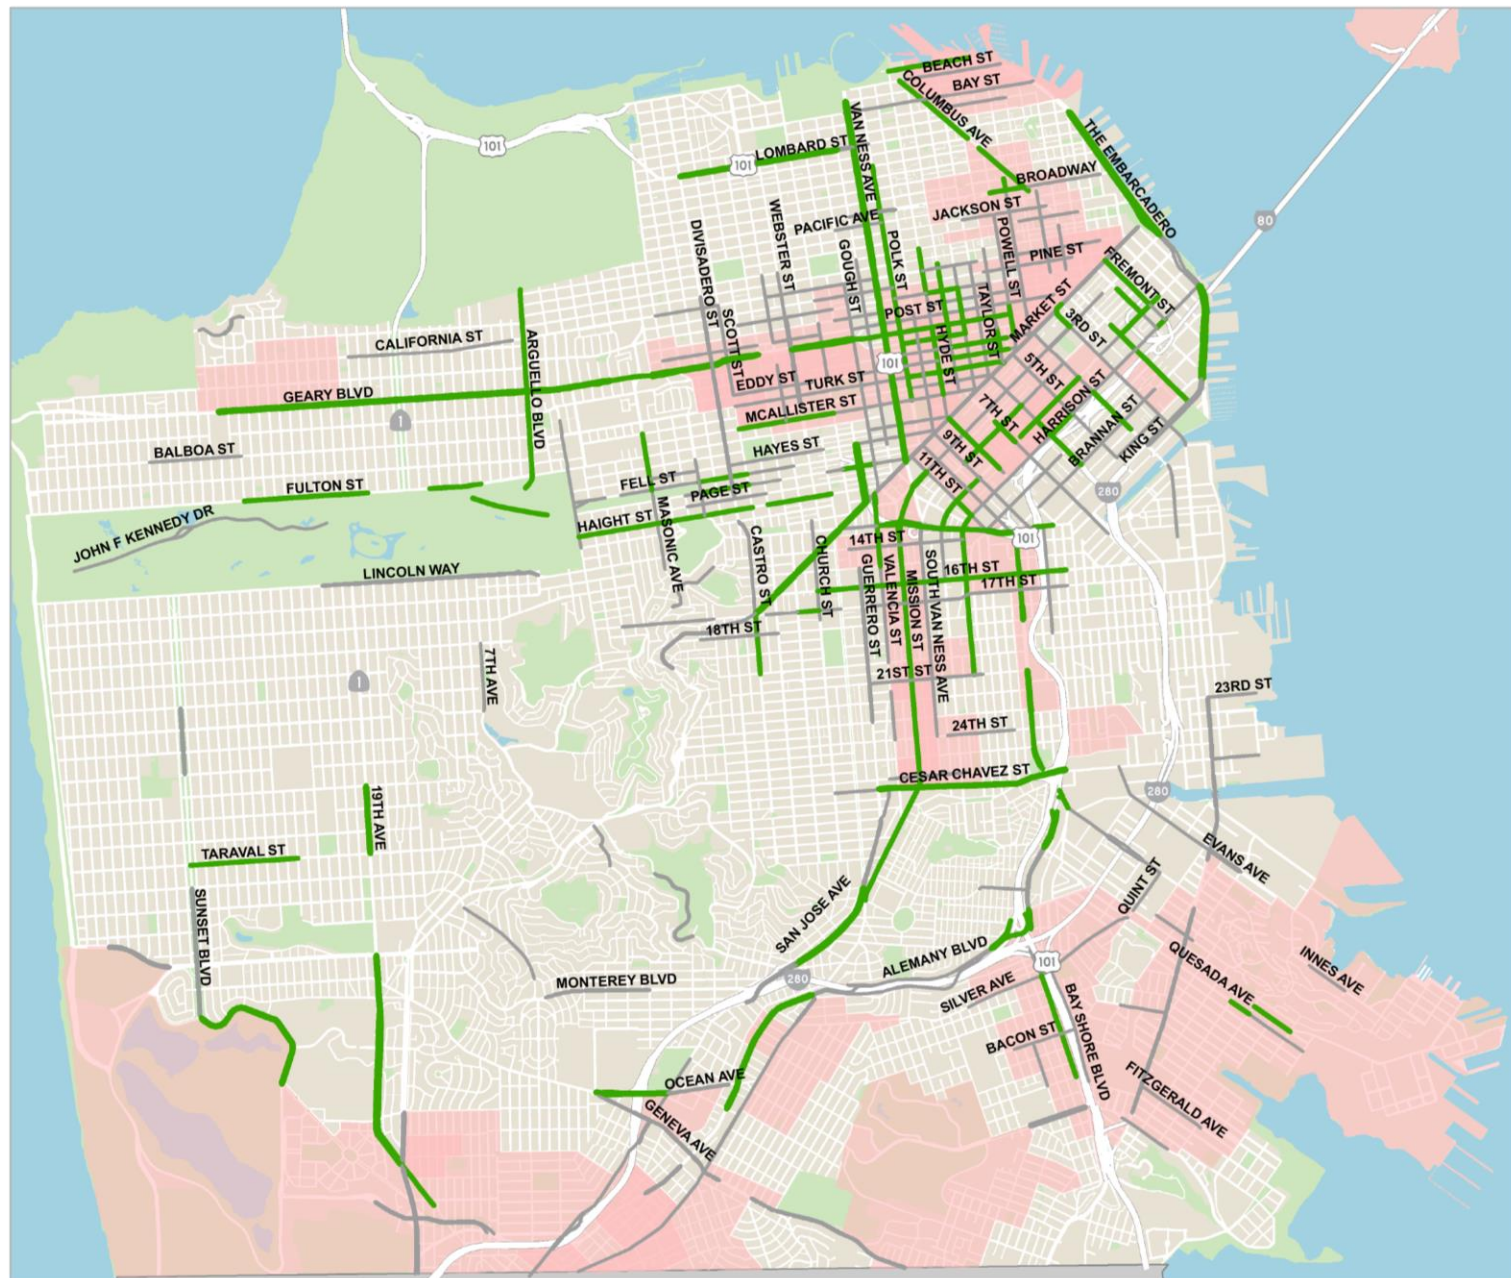 BEACH ST
BAY ST
COLUMBUS AVE
THE EMBARCADERO
VAN NESS AVE
101
LOMBARD ST
101
BROADWAY
JACKSON ST
PACIFIC AVE
WEBSTER ST
DIVISADERO ST
POWELL ST
80
POLK ST
GOUGH ST
PINE ST
FREMONT ST
MARKET ST
TAYLOR ST
POST ST
3RD ST
SCOTT ST
CALIFORNIA ST
ARGUELLO BLVD
HYDE ST
101
5TH ST
HARRISON ST
EDDY ST
TURK ST
GEARY BLVD
MCALLISTER ST
1
7TH ST
BRANNAN ST
KING ST
9TH ST
BALBOA ST
HAYES ST
11TH ST
FELL ST
PAGE ST
FULTON ST
280
HAIGHT ST
MASONIC AVE
JOHN F KENNEDY DR
CASTRO ST
CHURCH ST
14TH ST
101
LINCOLN WAY
GUERRERO ST
VALENCIA ST
MISSION ST
SOUTH VAN NESS AVE
16TH ST
17TH ST
18TH ST
7TH AVE
21ST ST
1
23RD ST
24TH ST
CESAR CHAVEZ ST
280
19TH AVE
TARAVAL ST
EVANS AVE
QUINT ST
SAN JOSE AVE
SUNSET BLVD
ALEMANY BLVD
101
QUESADA AVE
INNES AVE
MONTEREY BLVD
280
SILVER AVE
BAY SHORE BLVD
BACON ST
OCEAN AVE
FITZGERALD AVE
GENEVA AVE